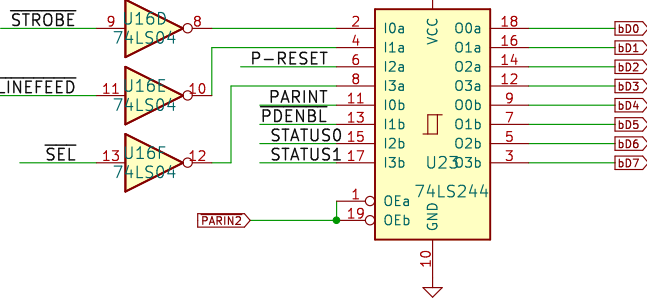 STROBE 9 U16D 8 74LS04
LINEFEED 11 U16E 10 74LS04
SEL 13 U16F 12 74LS04
P-RESET
PARINT
PDENBL
STATUS0
STATUS1
PARIN2
2 I0a VCC O0a 18 bD0
4 I1a O1a 16 bD1
6 I2a O2a 14 bD2
8 I3a O3a 12 bD3
11 I0b O0b 9 bD4
13 I1b O1b 7 bD5
15 I2b O2b 5 bD6
17 I3b U23 O3b 3 bD7
74LS244
1 OEa
19 OEb
GND
10